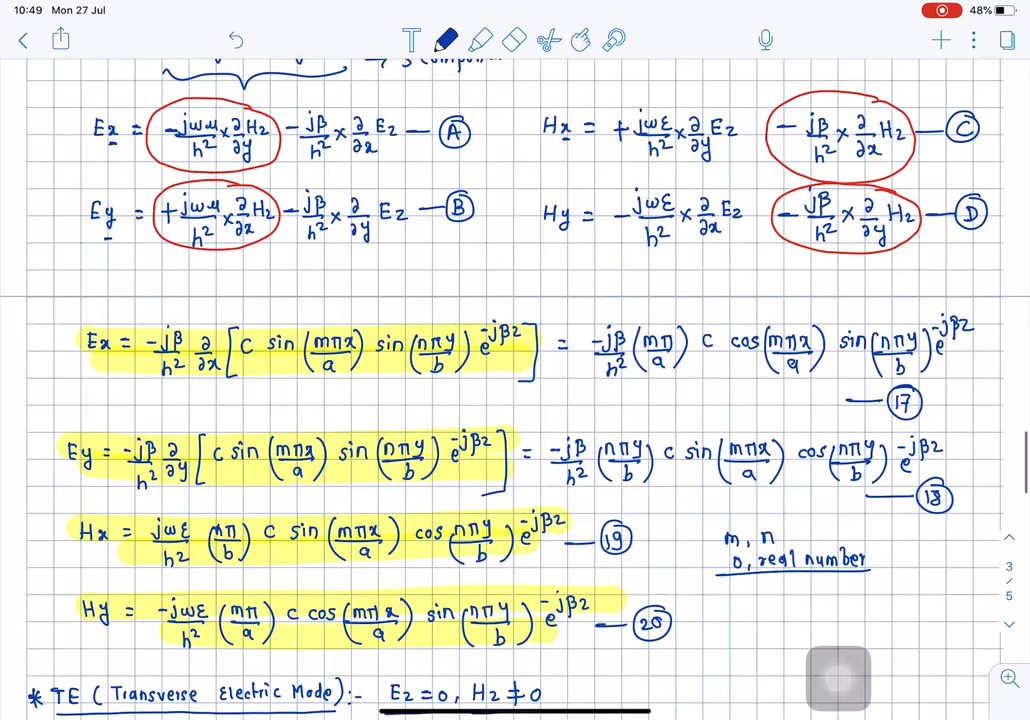 10:49 Mon 27 Jul 48%
Ex = -jωμ/h² × ∂/∂y Hz - jβ/h² × ∂/∂x Ez — (A)
Hx = +jωε/h² × ∂/∂y Ez - jβ/h² × ∂/∂x Hz — (C)
Ey = +jωμ/h² × ∂/∂x Hz - jβ/h² × ∂/∂y Ez — (B)
Hy = -jωε/h² × ∂/∂x Ez - jβ/h² × ∂/∂y Hz — (D)
Ex = -jβ/h² ∂/∂x [C sin(mπx/a) sin(nπy/b) e^-jβz] = -jβ/h² (mπ/a) C cos(mπx/a) sin(nπy/b) e^-jβz
— (17)
Ey = -jβ/h² ∂/∂y [C sin(mπx/a) sin(nπy/b) e^-jβz] = -jβ/h² (nπy/b) C sin(mπx/a) cos(nπy/b) e^-jβz
— (18)
Hx = jωε/h² (nπ/b) C sin(mπx/a) cos(nπy/b) e^-jβz — (19)
m, n
0, real number
Hy = -jωε/h² (mπ/a) C cos(mπx/a) sin(nπy/b) e^-jβz — (20)
* TE (Transverse Electric Mode):- Ez = 0, Hz ≠ 0
3
/
5